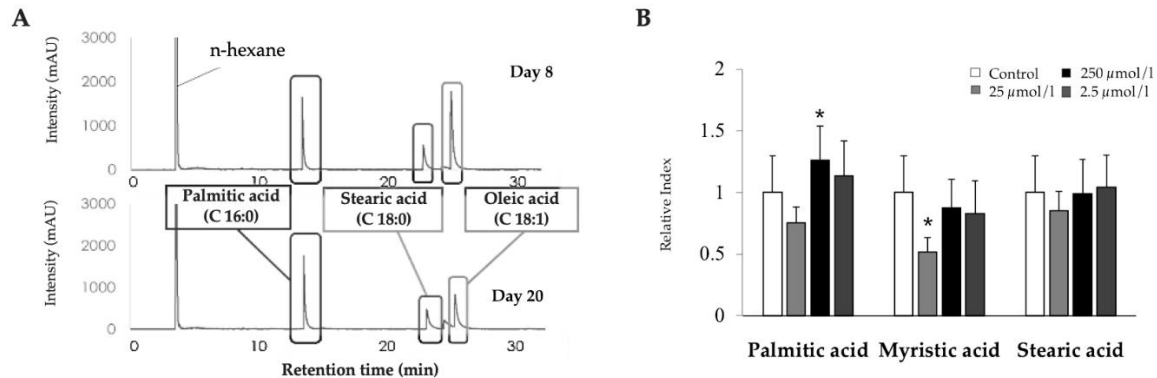 A
Intensity (mAU)
3000
2000
1000
0
n-hexane
Day 8
0
10
20
30
Palmitic acid
(C 16:0)
Stearic acid
(C 18:0)
Oleic acid
(C 18:1)
Intensity (mAU)
3000
2000
1000
0
Day 20
0
10
20
30
Retention time (min)
B
Relative Index
2
1.5
1
0.5
0
Control
250 µmol/l
25 µmol/l
2.5 µmol/l
*
*
Palmitic acid
Myristic acid
Stearic acid